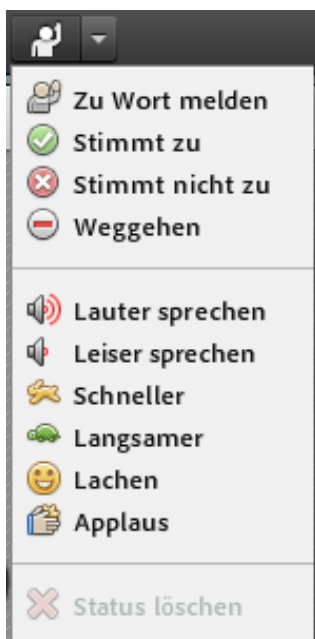 Zu Wort melden
Stimmt zu
Stimmt nicht zu
Weggehen
Lauter sprechen
Leiser sprechen
Schneller
Langsamer
Lachen
Applaus
Status löschen